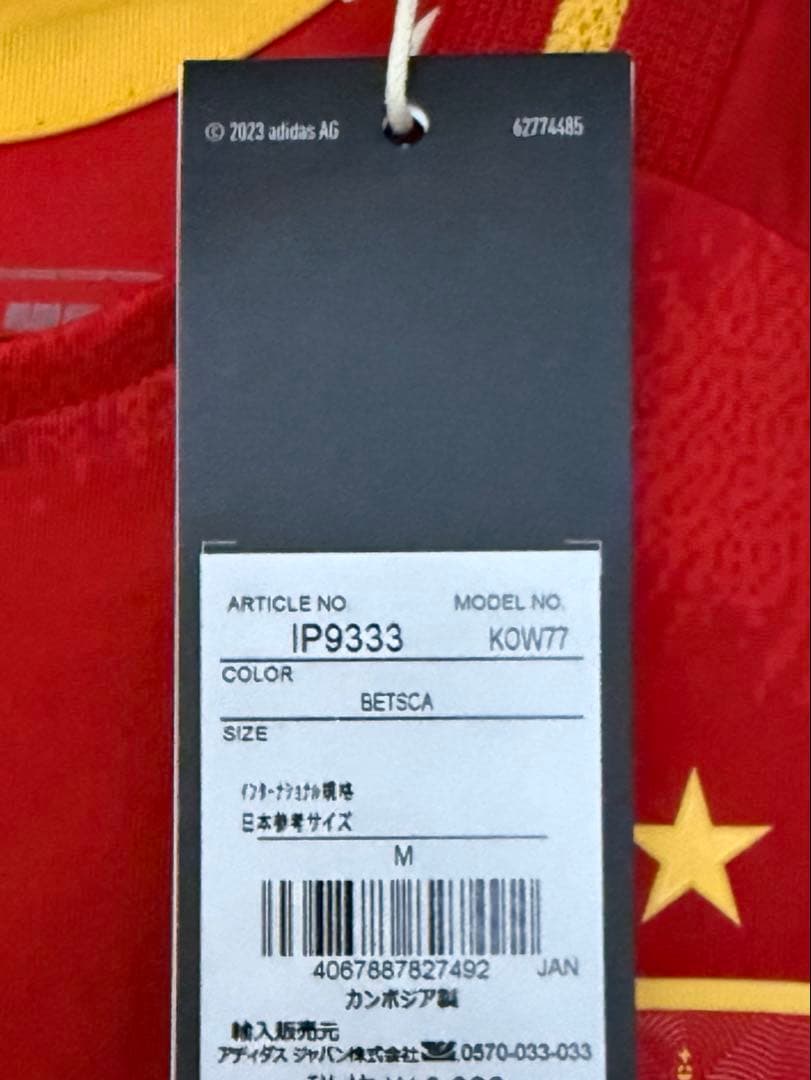 © 2023 adidas AG 62774485
ARTICLE NO. MODEL NO.
IP9333 KOW77
COLOR
BETSCA
SIZE
インターナショナル規格
日本参考サイズ
M
4067887827492 JAN
カンボジア製
輸入販売元
アディダス ジャパン株式会社 0570-033-033